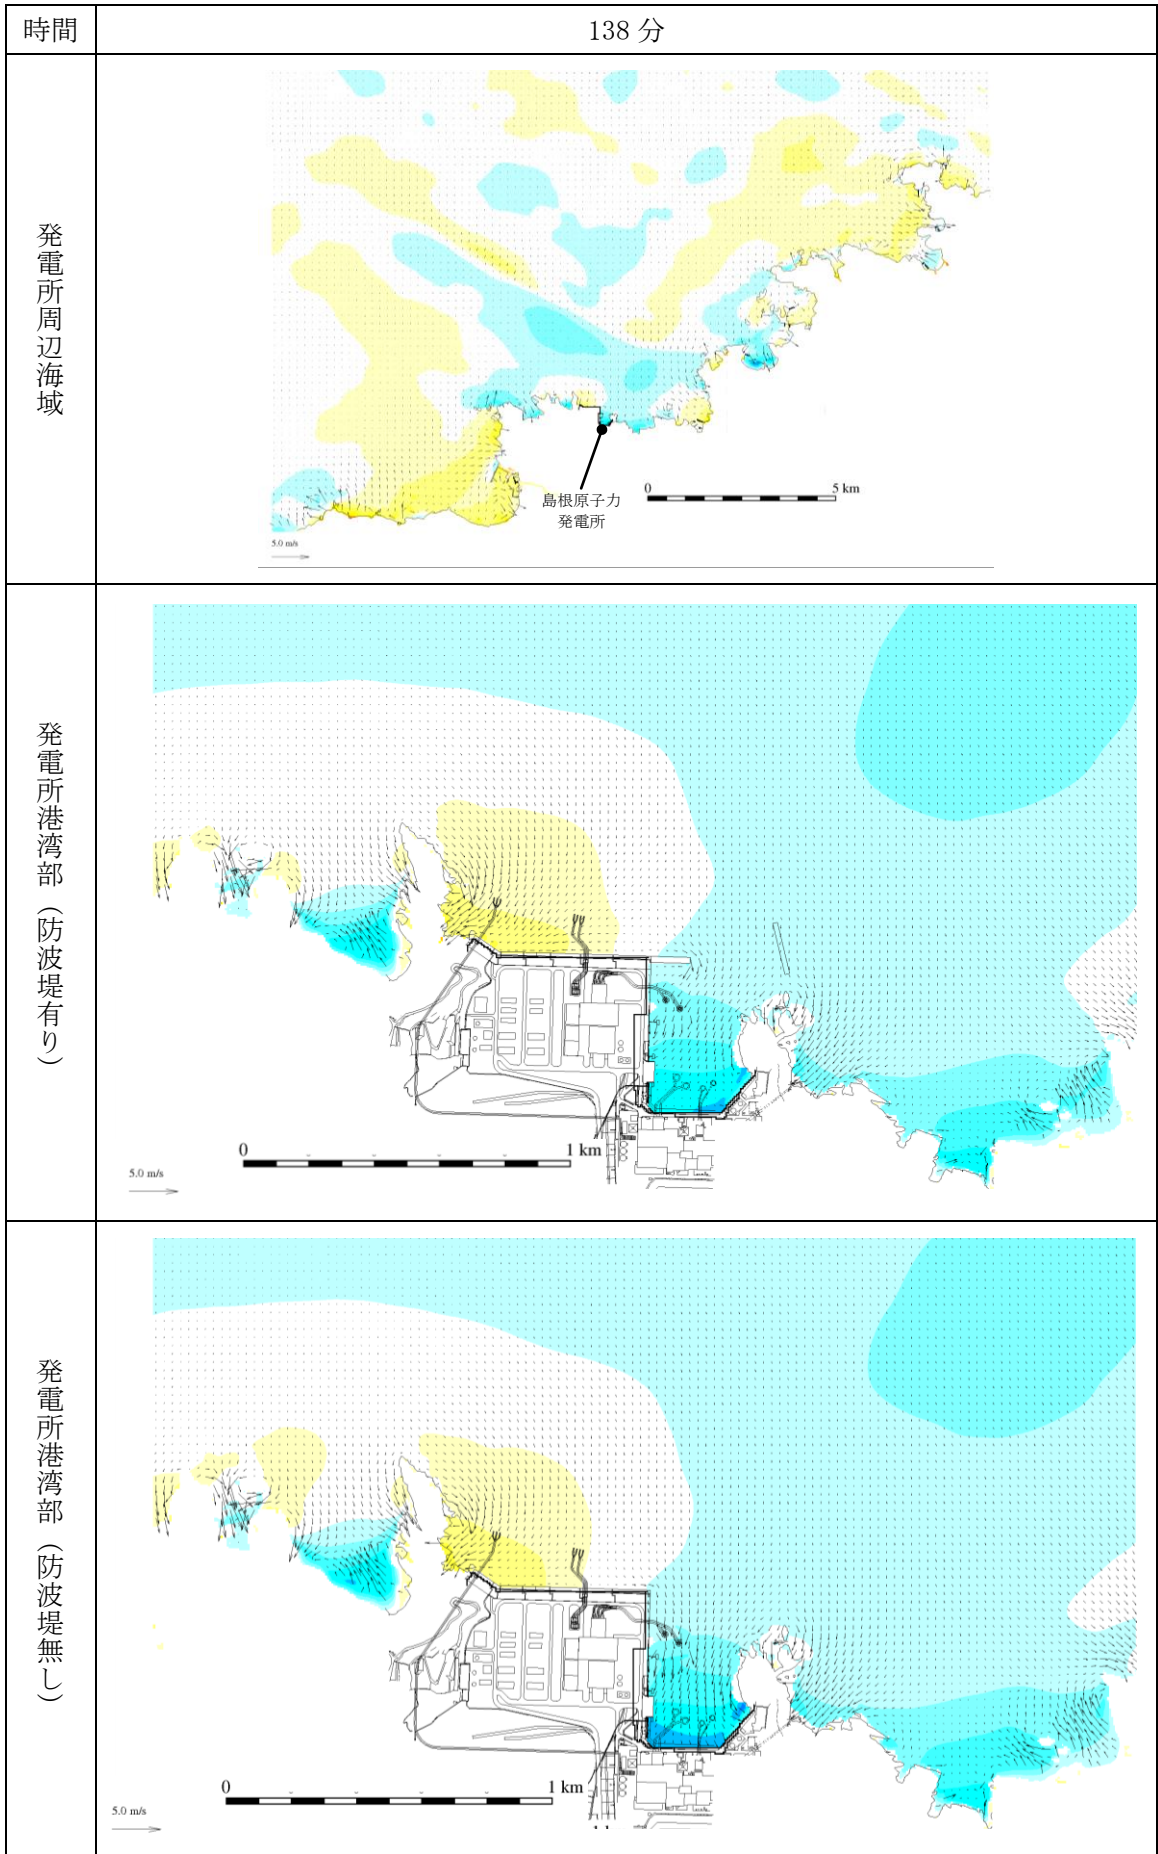 時間
138 分
発電所周辺海域
島根原子力
発電所
0
5 km
5.0 m/s
発電所港湾部（防波堤有り）
0
1 km
5.0 m/s
発電所港湾部（防波堤無し）
0
1 km
5.0 m/s